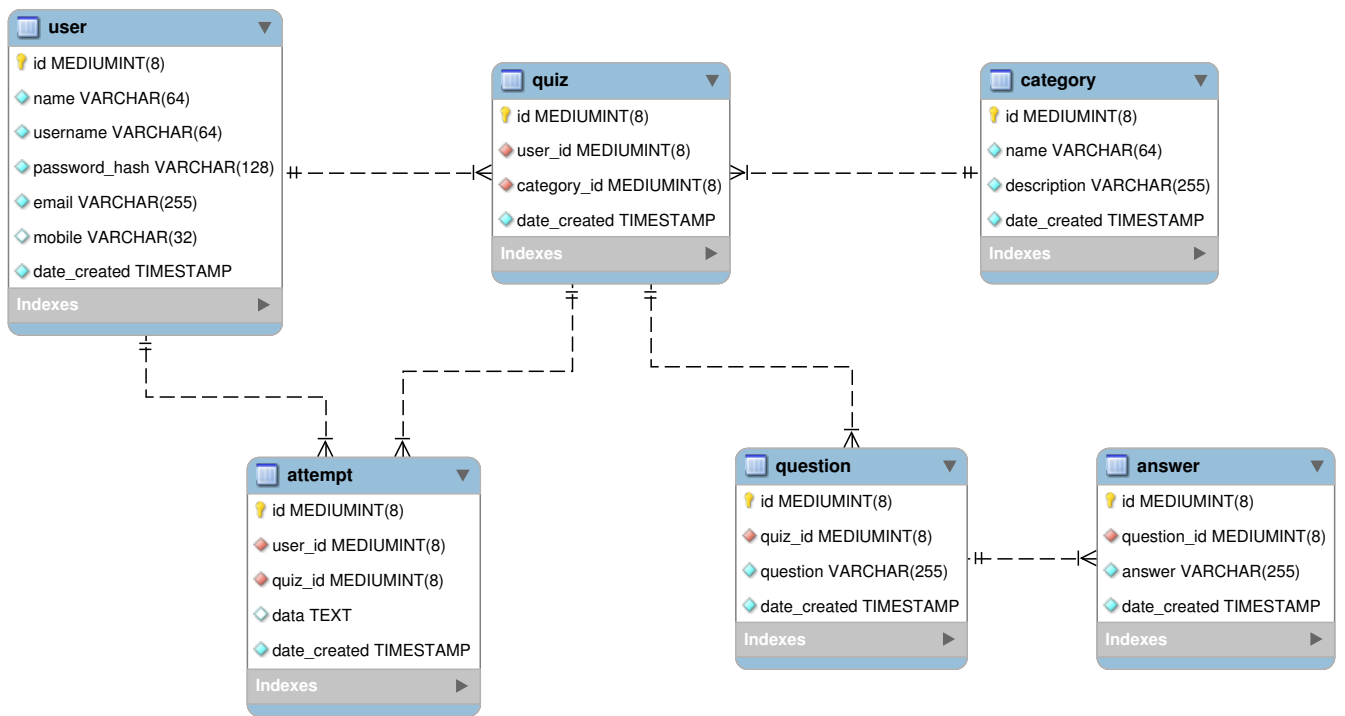 user
id MEDIUMINT(8)
name VARCHAR(64)
username VARCHAR(64)
password_hash VARCHAR(128)
email VARCHAR(255)
mobile VARCHAR(32)
date_created TIMESTAMP
Indexes
quiz
id MEDIUMINT(8)
user_id MEDIUMINT(8)
category_id MEDIUMINT(8)
date_created TIMESTAMP
Indexes
category
id MEDIUMINT(8)
name VARCHAR(64)
description VARCHAR(255)
date_created TIMESTAMP
Indexes
attempt
id MEDIUMINT(8)
user_id MEDIUMINT(8)
quiz_id MEDIUMINT(8)
data TEXT
date_created TIMESTAMP
Indexes
question
id MEDIUMINT(8)
quiz_id MEDIUMINT(8)
question VARCHAR(255)
date_created TIMESTAMP
Indexes
answer
id MEDIUMINT(8)
question_id MEDIUMINT(8)
answer VARCHAR(255)
date_created TIMESTAMP
Indexes